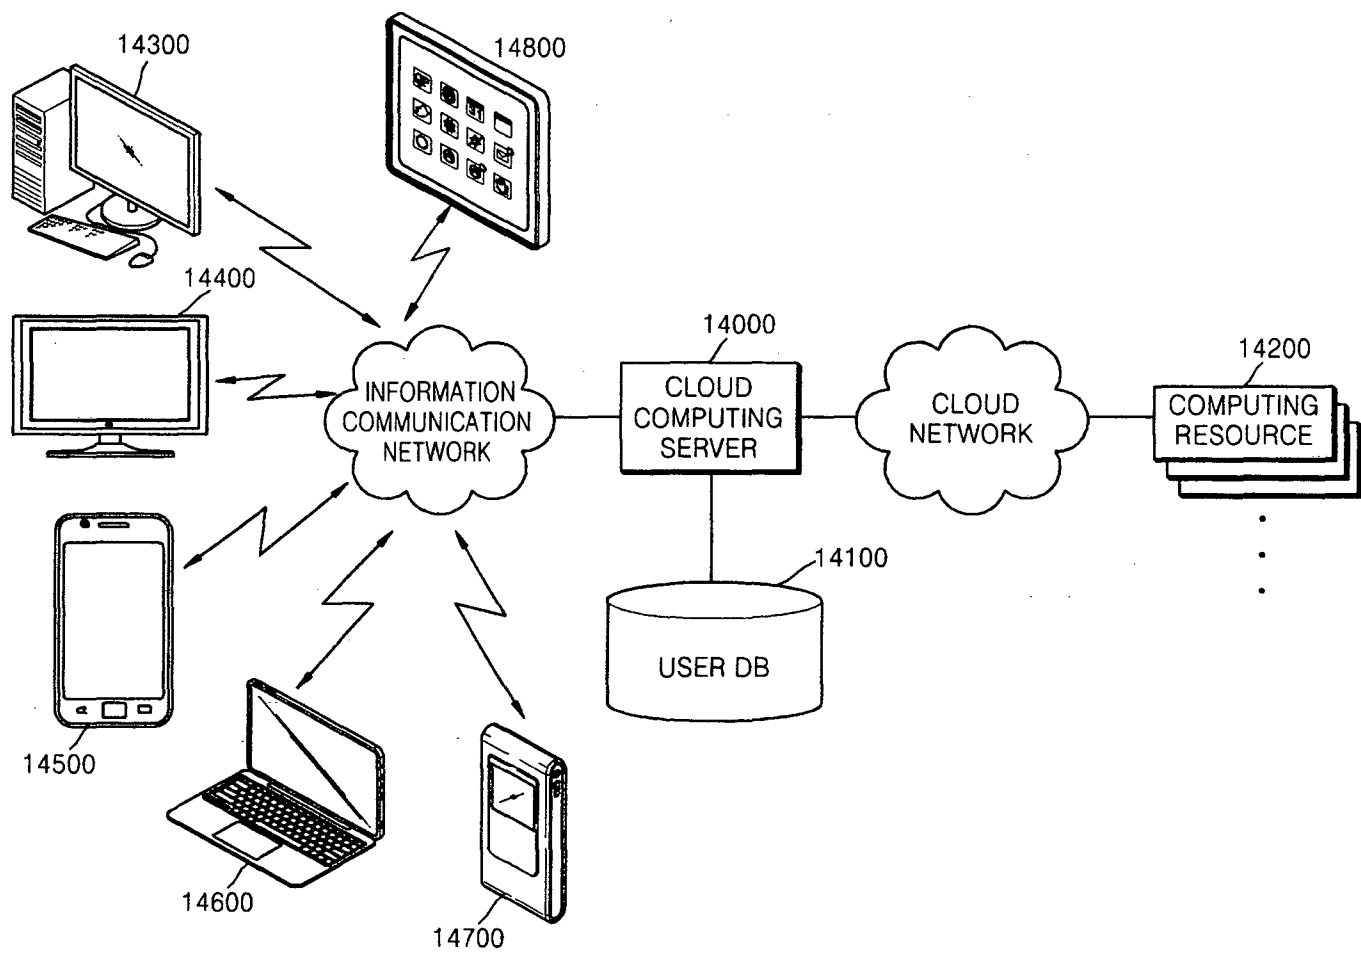 14300
14800
31
14400
INFORMATION
COMMUNICATION
NETWORK
14000
CLOUD
COMPUTING
SERVER
CLOUD
NETWORK
14200
COMPUTING
RESOURCE
14100
USER DB
14500
14600
14700